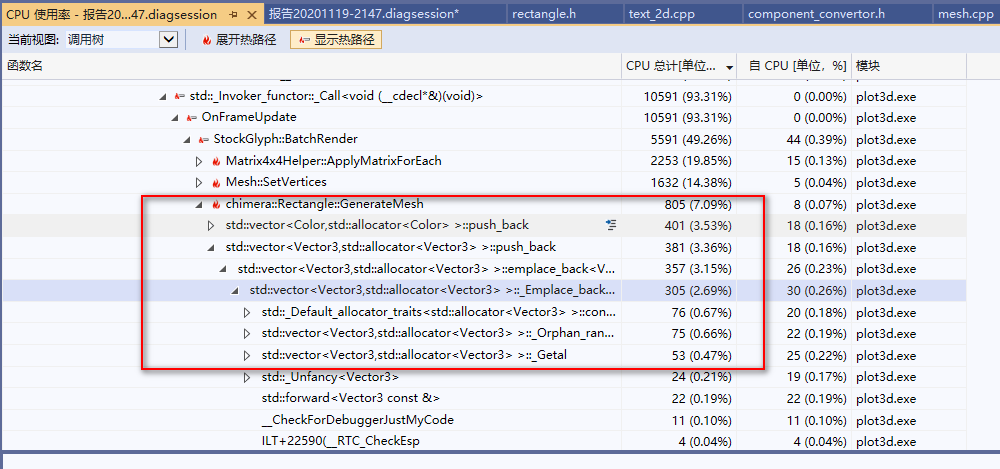 CPU 使用率 - 报告20...47.diagsession 报告20201119-2147.diagsession* rectangle.h text_2d.cpp component_convertor.h mesh.cpp
当前视图: 调用树 展开热路径 显示热路径
函数名 CPU 总计[单位... 自 CPU [单位，%] 模块
std::_Invoker_functor::_Call<void (__cdecl*&)(void)> 10591 (93.31%) 0 (0.00%) plot3d.exe
OnFrameUpdate 10591 (93.31%) 0 (0.00%) plot3d.exe
StockGlyph::BatchRender 5591 (49.26%) 44 (0.39%) plot3d.exe
Matrix4x4Helper::ApplyMatrixForEach 2253 (19.85%) 15 (0.13%) plot3d.exe
Mesh::SetVertices 1632 (14.38%) 5 (0.04%) plot3d.exe
chimera::Rectangle::GenerateMesh 805 (7.09%) 8 (0.07%) plot3d.exe
std::vector<Color,std::allocator<Color> >::push_back 401 (3.53%) 18 (0.16%) plot3d.exe
std::vector<Vector3,std::allocator<Vector3> >::push_back 381 (3.36%) 18 (0.16%) plot3d.exe
std::vector<Vector3,std::allocator<Vector3> >::emplace_back<V... 357 (3.15%) 26 (0.23%) plot3d.exe
std::vector<Vector3,std::allocator<Vector3> >::_Emplace_back... 305 (2.69%) 30 (0.26%) plot3d.exe
std::_Default_allocator_traits<std::allocator<Vector3> >::con... 76 (0.67%) 20 (0.18%) plot3d.exe
std::vector<Vector3,std::allocator<Vector3> >::_Orphan_ran... 75 (0.66%) 22 (0.19%) plot3d.exe
std::vector<Vector3,std::allocator<Vector3> >::_Getal 53 (0.47%) 25 (0.22%) plot3d.exe
std::_Unfancy<Vector3> 24 (0.21%) 19 (0.17%) plot3d.exe
std::forward<Vector3 const &> 22 (0.19%) 22 (0.19%) plot3d.exe
__CheckForDebuggerJustMyCode 11 (0.10%) 11 (0.10%) plot3d.exe
ILT+22590(__RTC_CheckEsp 4 (0.04%) 4 (0.04%) plot3d.exe